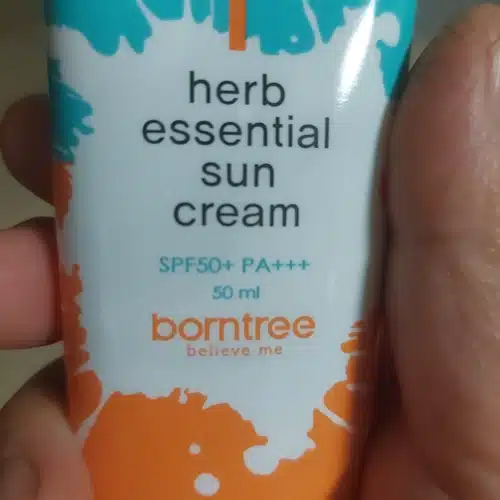 herb
essential
sun
cream
SPF50+ PA+++
50 ml
borntree
believe me